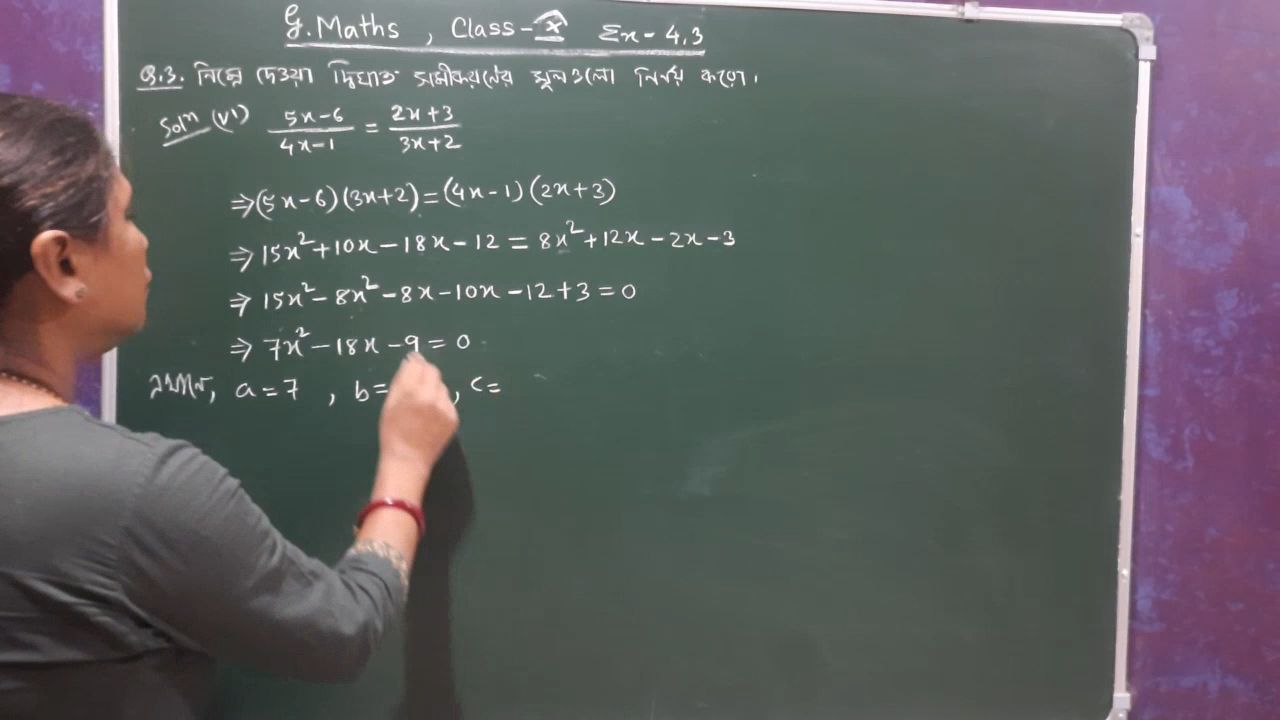 G. Maths , Class - X Ex - 4.3
Q.3. নিম্নে দেওয়া দ্বিঘাত সমীকরণের মূলগুলো নির্ণয় করো।
Solⁿ (vi) (5x-6)/(4x-1) = (2x+3)/(3x+2)
⇒ (5x-6)(3x+2) = (4x-1)(2x+3)
⇒ 15x²+10x-18x-12 = 8x²+12x-2x-3
⇒ 15x²-8x²-8x-10x-12+3=0
⇒ 7x²-18x-9=0
a=7 , b= , c=